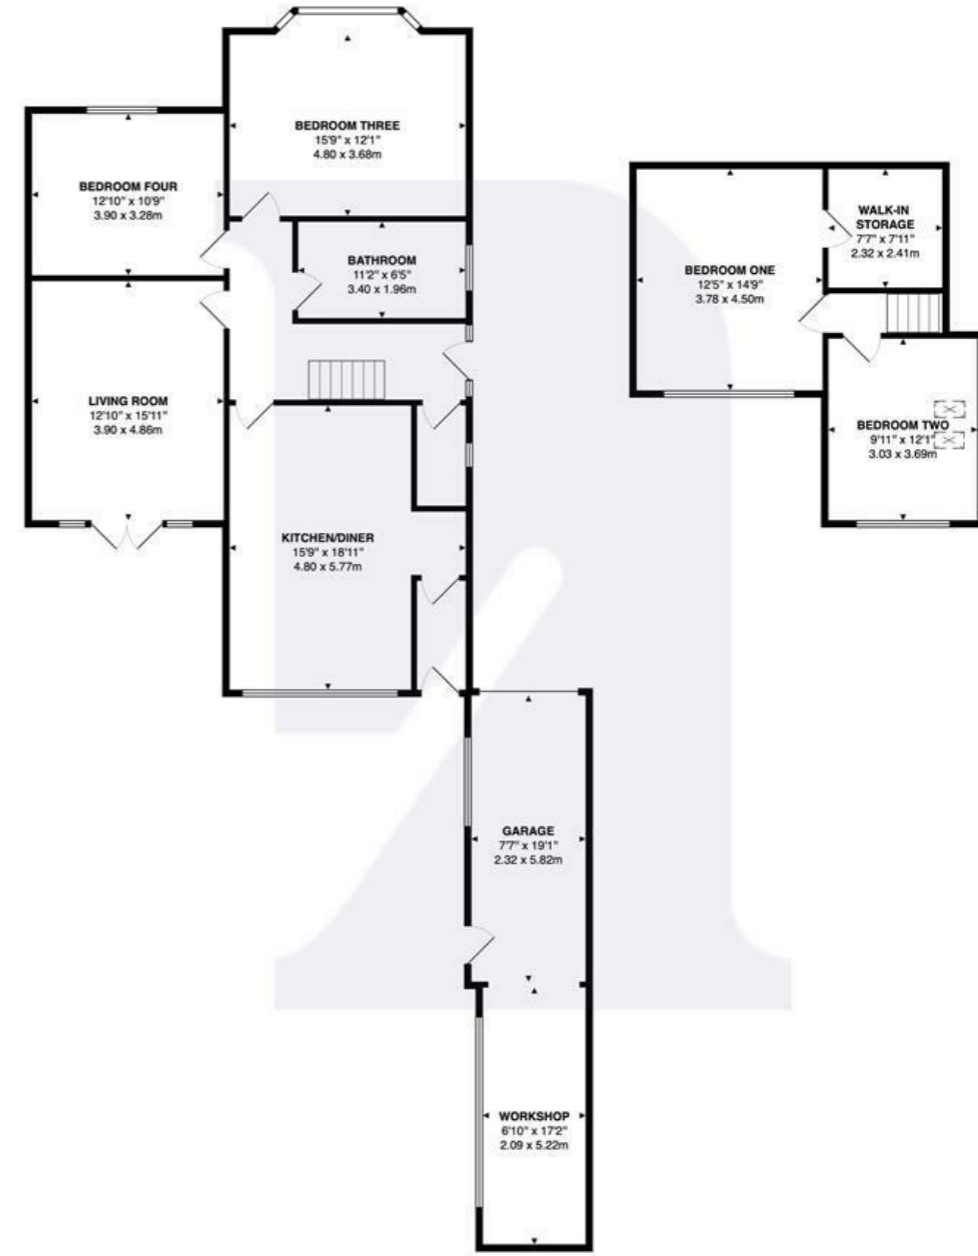 BEDROOM THREE
15'9" x 12'1"
4.80 x 3.68m
BEDROOM FOUR
12'10" x 10'9"
3.90 x 3.28m
BATHROOM
11'2" x 6'5"
3.40 x 1.96m
LIVING ROOM
12'10" x 15'11"
3.90 x 4.86m
KITCHEN/DINER
15'9" x 18'11"
4.80 x 5.77m
GARAGE
7'7" x 19'1"
2.32 x 5.82m
WORKSHOP
6'10" x 17'2"
2.09 x 5.22m
BEDROOM ONE
12'5" x 14'9"
3.78 x 4.50m
WALK-IN
STORAGE
7'7" x 7'11"
2.32 x 2.41m
BEDROOM TWO
9'11" x 12'1"
3.03 x 3.69m